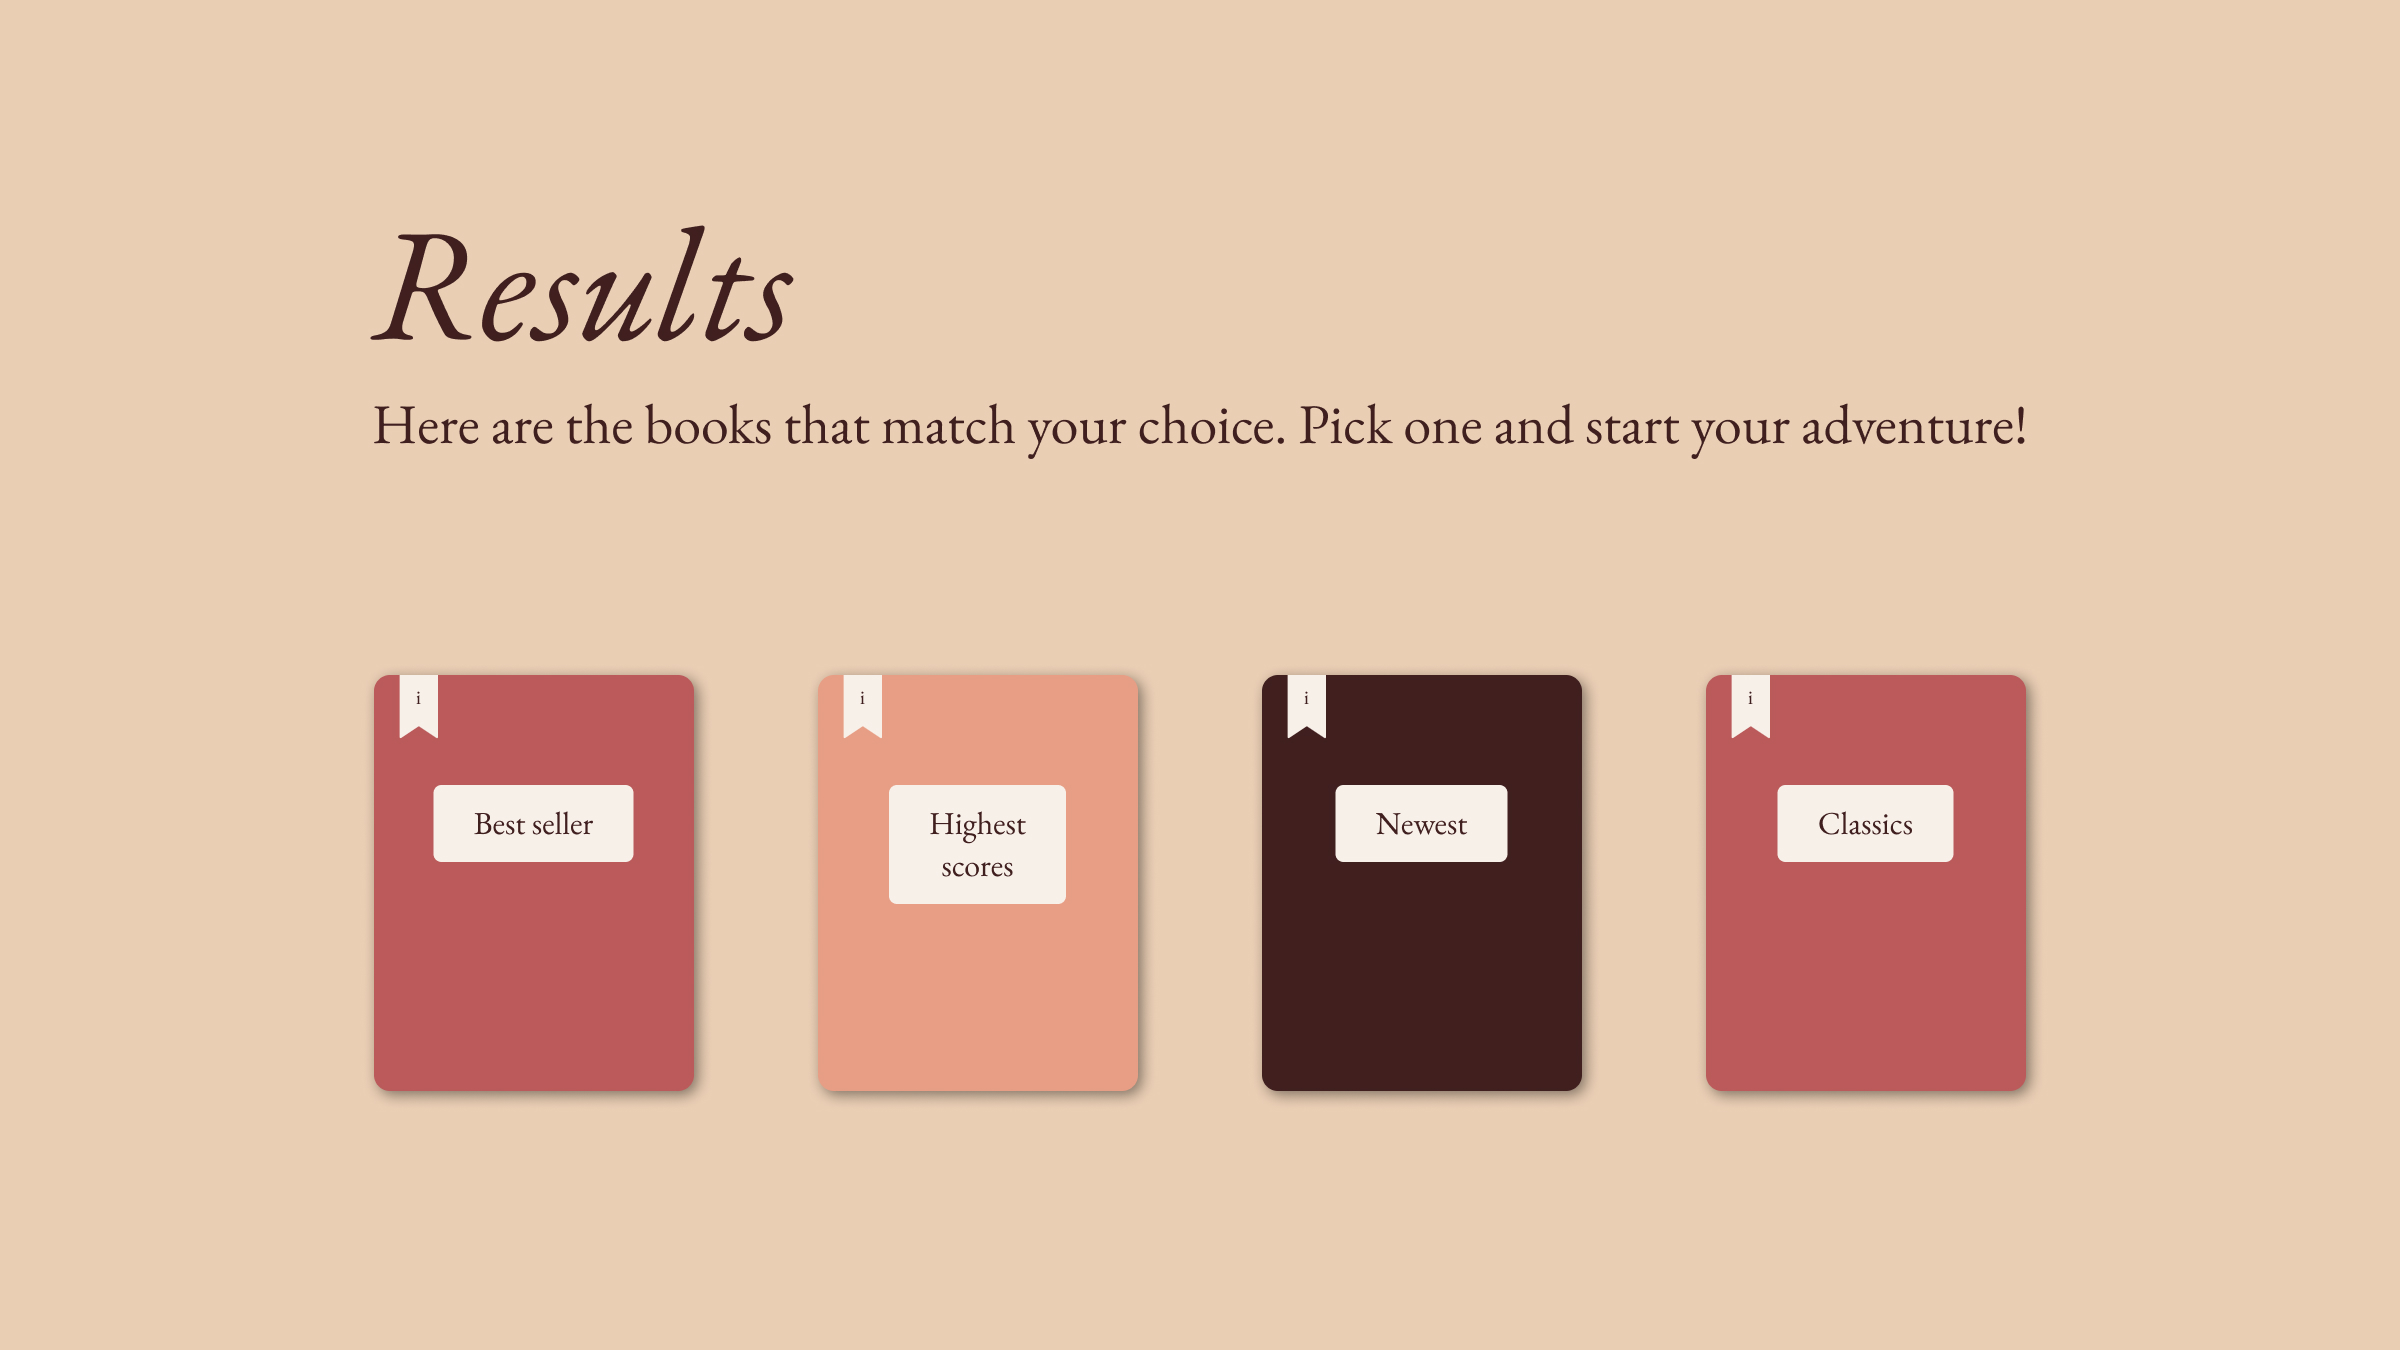 Results
Here are the books that match your choice. Pick one and start your adventure!
i
Best seller
i
Highest
scores
i
Newest
i
Classics